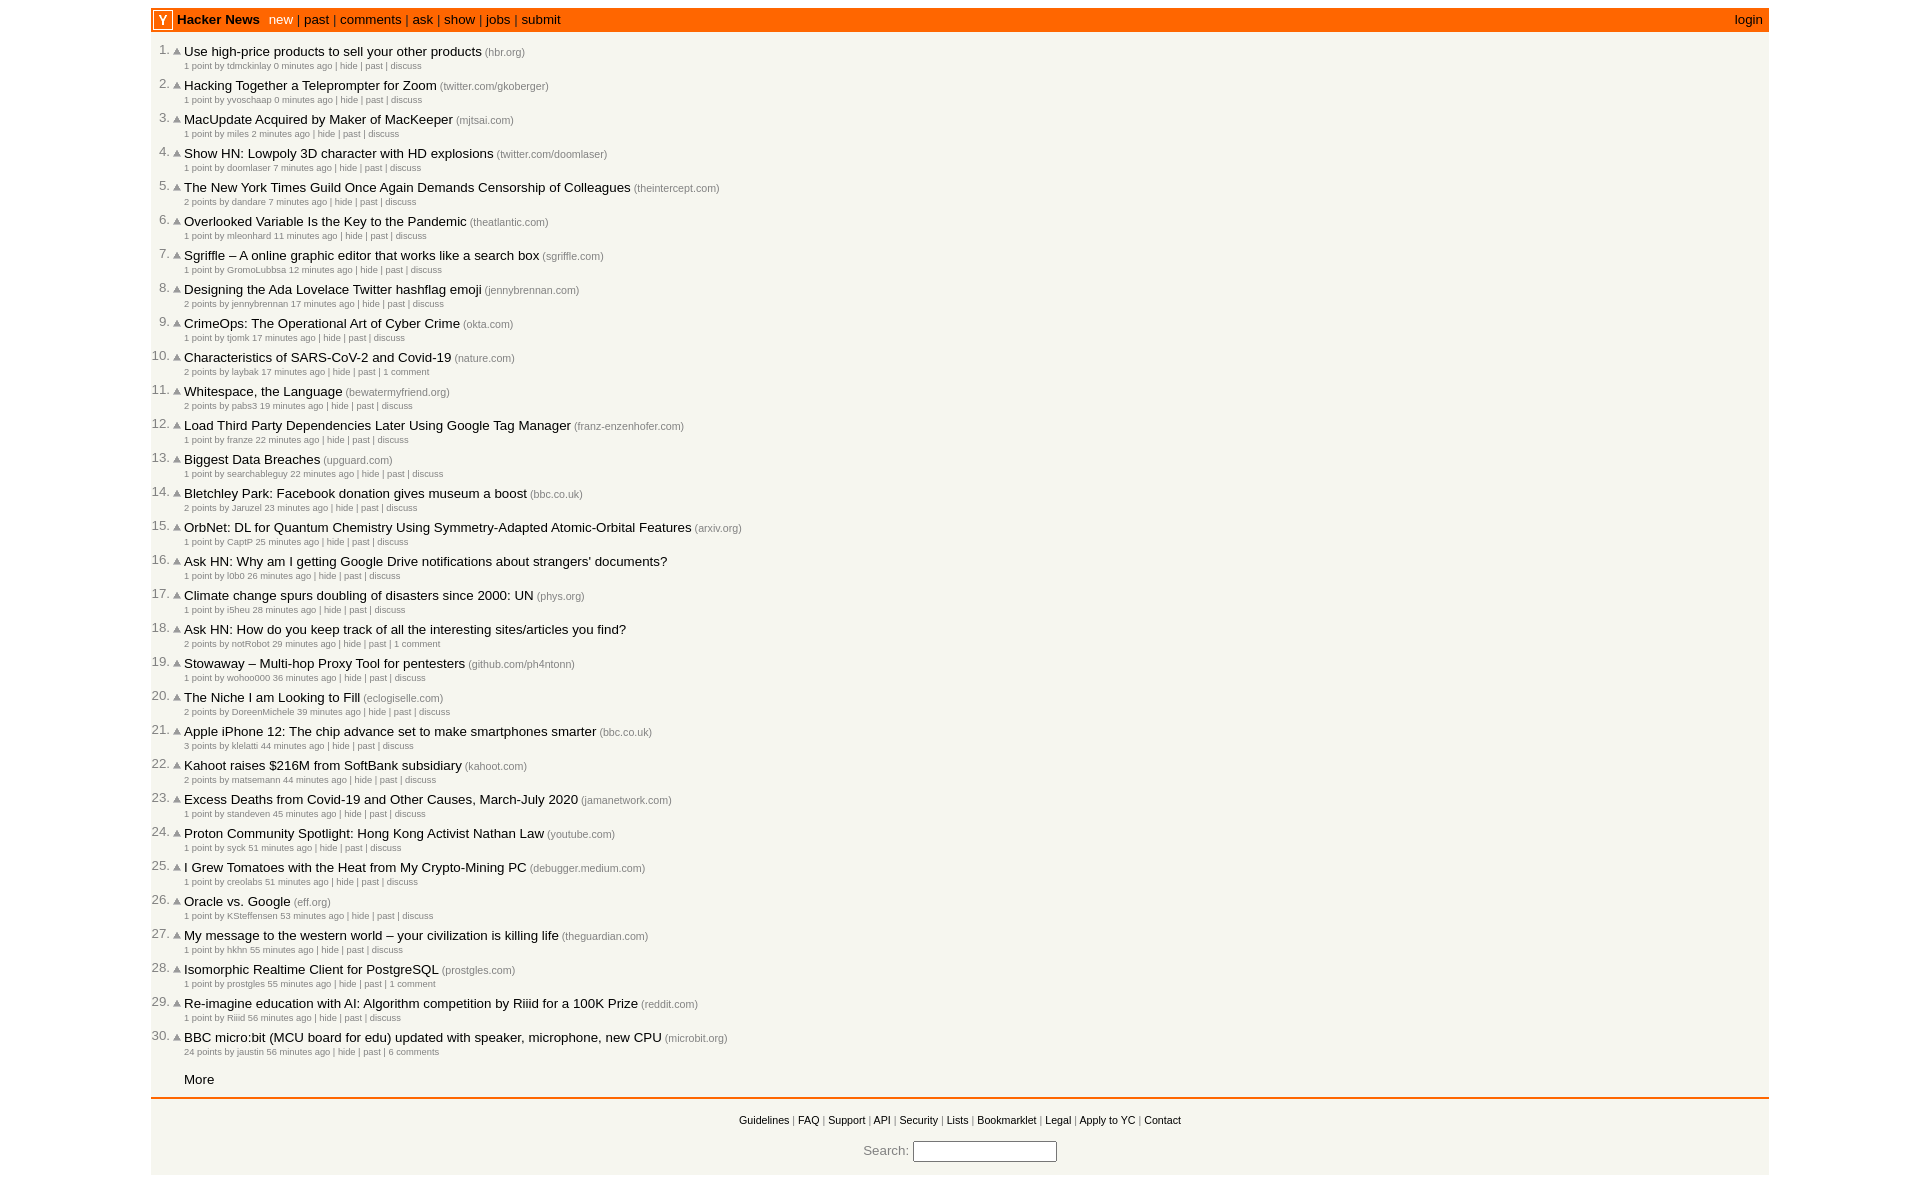 Y Hacker News new | past | comments | ask | show | jobs | submit login
1. Use high-price products to sell your other products (hbr.org)
1 point by tdmckinlay 0 minutes ago | hide | past | discuss
2. Hacking Together a Teleprompter for Zoom (twitter.com/gkoberger)
1 point by yvoschaap 0 minutes ago | hide | past | discuss
3. MacUpdate Acquired by Maker of MacKeeper (mjtsai.com)
1 point by miles 2 minutes ago | hide | past | discuss
4. Show HN: Lowpoly 3D character with HD explosions (twitter.com/doomlaser)
1 point by doomlaser 7 minutes ago | hide | past | discuss
5. The New York Times Guild Once Again Demands Censorship of Colleagues (theintercept.com)
2 points by dandare 7 minutes ago | hide | past | discuss
6. Overlooked Variable Is the Key to the Pandemic (theatlantic.com)
1 point by mleonhard 11 minutes ago | hide | past | discuss
7. Sgriffle – A online graphic editor that works like a search box (sgriffle.com)
1 point by GromoLubbsa 12 minutes ago | hide | past | discuss
8. Designing the Ada Lovelace Twitter hashflag emoji (jennybrennan.com)
2 points by jennybrennan 17 minutes ago | hide | past | discuss
9. CrimeOps: The Operational Art of Cyber Crime (okta.com)
1 point by tjomk 17 minutes ago | hide | past | discuss
10. Characteristics of SARS-CoV-2 and Covid-19 (nature.com)
2 points by laybak 17 minutes ago | hide | past | 1 comment
11. Whitespace, the Language (bewatermyfriend.org)
2 points by pabs3 19 minutes ago | hide | past | discuss
12. Load Third Party Dependencies Later Using Google Tag Manager (franz-enzenhofer.com)
1 point by franze 22 minutes ago | hide | past | discuss
13. Biggest Data Breaches (upguard.com)
1 point by searchableguy 22 minutes ago | hide | past | discuss
14. Bletchley Park: Facebook donation gives museum a boost (bbc.co.uk)
2 points by Jaruzel 23 minutes ago | hide | past | discuss
15. OrbNet: DL for Quantum Chemistry Using Symmetry-Adapted Atomic-Orbital Features (arxiv.org)
1 point by CaptP 25 minutes ago | hide | past | discuss
16. Ask HN: Why am I getting Google Drive notifications about strangers' documents?
1 point by l0b0 26 minutes ago | hide | past | discuss
17. Climate change spurs doubling of disasters since 2000: UN (phys.org)
1 point by i5heu 28 minutes ago | hide | past | discuss
18. Ask HN: How do you keep track of all the interesting sites/articles you find?
2 points by notRobot 29 minutes ago | hide | past | 1 comment
19. Stowaway – Multi-hop Proxy Tool for pentesters (github.com/ph4ntonn)
1 point by wohoo000 36 minutes ago | hide | past | discuss
20. The Niche I am Looking to Fill (eclogiselle.com)
2 points by DoreenMichele 39 minutes ago | hide | past | discuss
21. Apple iPhone 12: The chip advance set to make smartphones smarter (bbc.co.uk)
3 points by klelatti 44 minutes ago | hide | past | discuss
22. Kahoot raises $216M from SoftBank subsidiary (kahoot.com)
2 points by matsemann 44 minutes ago | hide | past | discuss
23. Excess Deaths from Covid-19 and Other Causes, March-July 2020 (jamanetwork.com)
1 point by standeven 45 minutes ago | hide | past | discuss
24. Proton Community Spotlight: Hong Kong Activist Nathan Law (youtube.com)
1 point by syck 51 minutes ago | hide | past | discuss
25. I Grew Tomatoes with the Heat from My Crypto-Mining PC (debugger.medium.com)
1 point by creolabs 51 minutes ago | hide | past | discuss
26. Oracle vs. Google (eff.org)
1 point by KSteffensen 53 minutes ago | hide | past | discuss
27. My message to the western world – your civilization is killing life (theguardian.com)
1 point by hkhn 55 minutes ago | hide | past | discuss
28. Isomorphic Realtime Client for PostgreSQL (prostgles.com)
1 point by prostgles 55 minutes ago | hide | past | 1 comment
29. Re-imagine education with AI: Algorithm competition by Riiid for a 100K Prize (reddit.com)
1 point by Riiid 56 minutes ago | hide | past | discuss
30. BBC micro:bit (MCU board for edu) updated with speaker, microphone, new CPU (microbit.org)
24 points by jaustin 56 minutes ago | hide | past | 6 comments
More
Guidelines | FAQ | Support | API | Security | Lists | Bookmarklet | Legal | Apply to YC | Contact
Search: